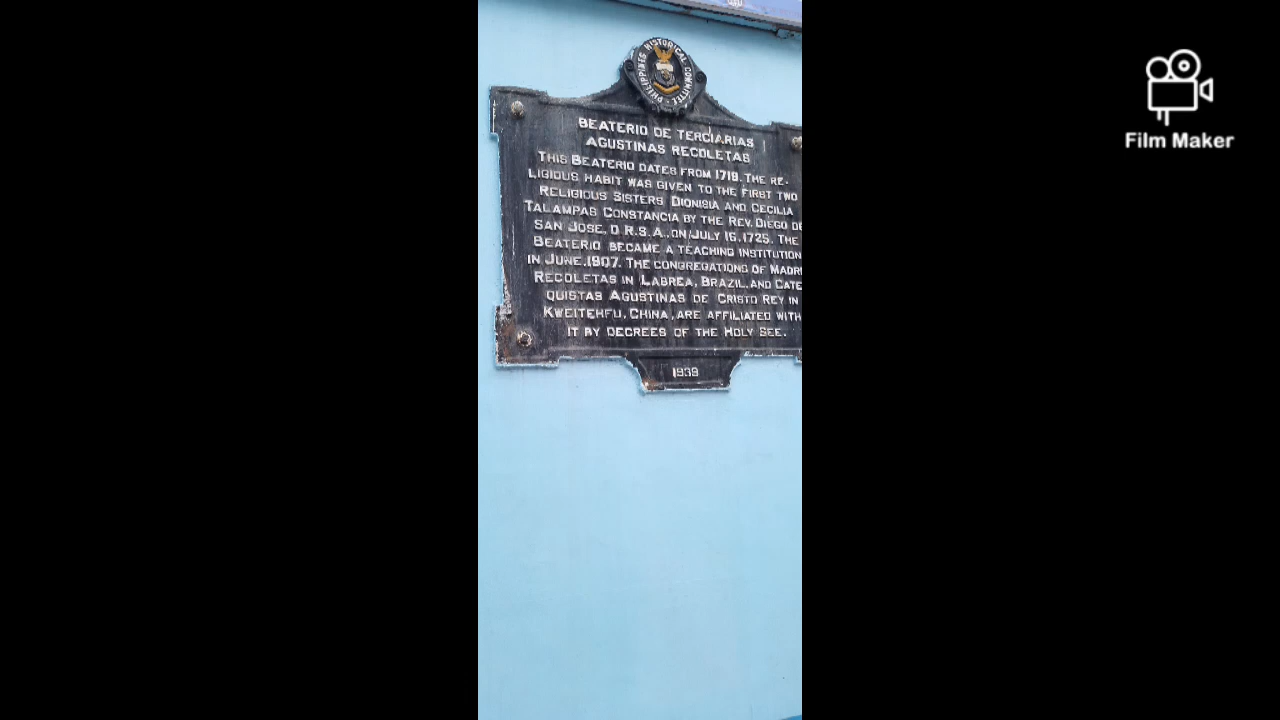 PHILIPPINES HISTORICAL COMMITTEE
BEATERIO DE TERCIARIAS
AGUSTINAS RECOLETAS
THIS BEATERIO DATES FROM 1719. THE RE-
LIGIOUS HABIT WAS GIVEN TO THE FIRST TWO
RELIGIOUS SISTERS DIONISIA AND CECILIA
TALAMPAS CONSTANCIA BY THE REV. DIEGO DE
SAN JOSE, O R.S.A., ON JULY 16, 1725. THE
BEATERIO BECAME A TEACHING INSTITUTION
IN JUNE, 1907. THE CONGREGATIONS OF MADR
RECOLETAS IN LABREA, BRAZIL, AND CATE
QUISTAS AGUSTINAS DE CRISTO REY IN
KWEITEHFU, CHINA, ARE AFFILIATED WITH
IT BY DECREES OF THE HOLY SEE.
1939
Film Maker